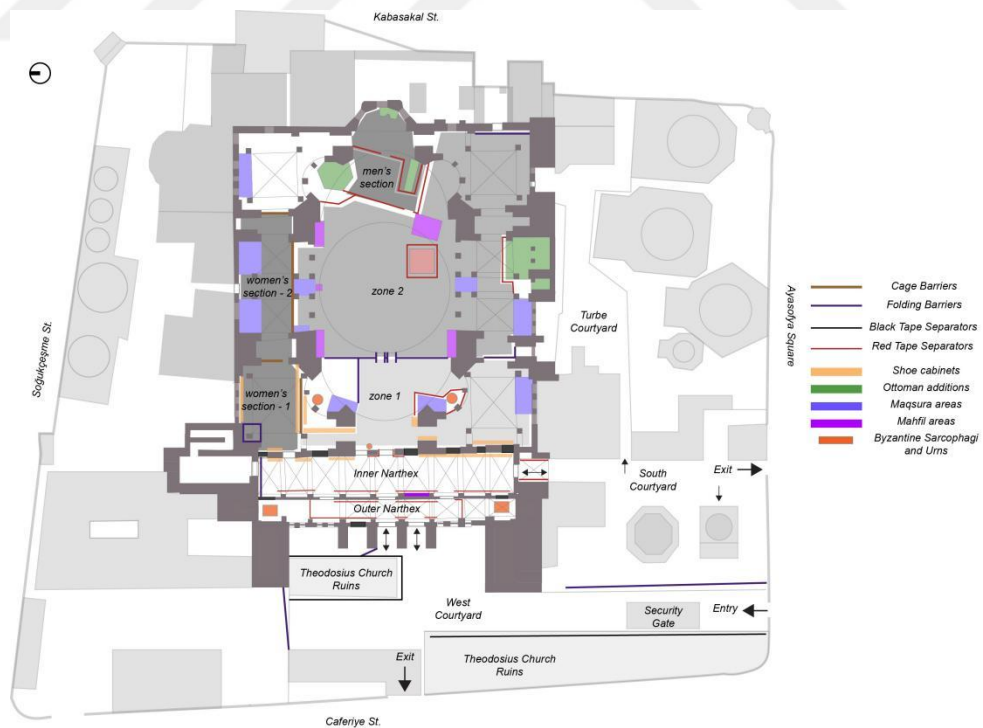 Kabasakal St.
men's
section
women's
section - 2
zone 2
Turbe
Courtyard
Ayasofya Square
Soğukçeşme St.
women's
section - 1
zone 1
Inner Narthex
Outer Narthex
South
Courtyard
Exit
Theodosius Church
Ruins
West
Courtyard
Security
Gate
Entry
Exit
Theodosius Church
Ruins
Caferiye St.
Cage Barriers
Folding Barriers
Black Tape Separators
Red Tape Separators
Shoe cabinets
Ottoman additions
Maqsura areas
Mahfil areas
Byzantine Sarcophagi
and Urns